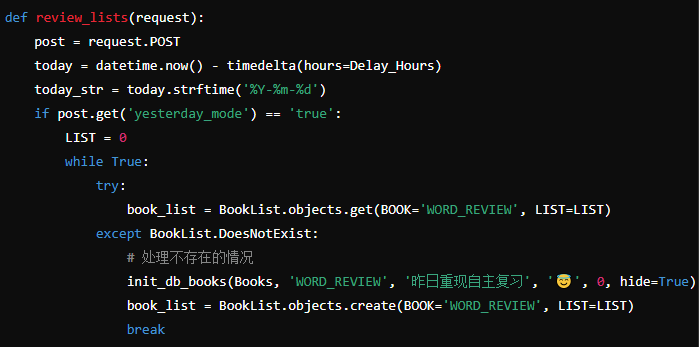 def review_lists(request):
    post = request.POST
    today = datetime.now() - timedelta(hours=Delay_Hours)
    today_str = today.strftime('%Y-%m-%d')
    if post.get('yesterday_mode') == 'true':
        LIST = 0
        while True:
            try:
                book_list = BookList.objects.get(BOOK='WORD_REVIEW', LIST=LIST)
            except BookList.DoesNotExist:
                # 处理不存在的情况
                init_db_books(Books, 'WORD_REVIEW', '昨日重现自主复习', '😇', 0, hide=True)
                book_list = BookList.objects.create(BOOK='WORD_REVIEW', LIST=LIST)
                break